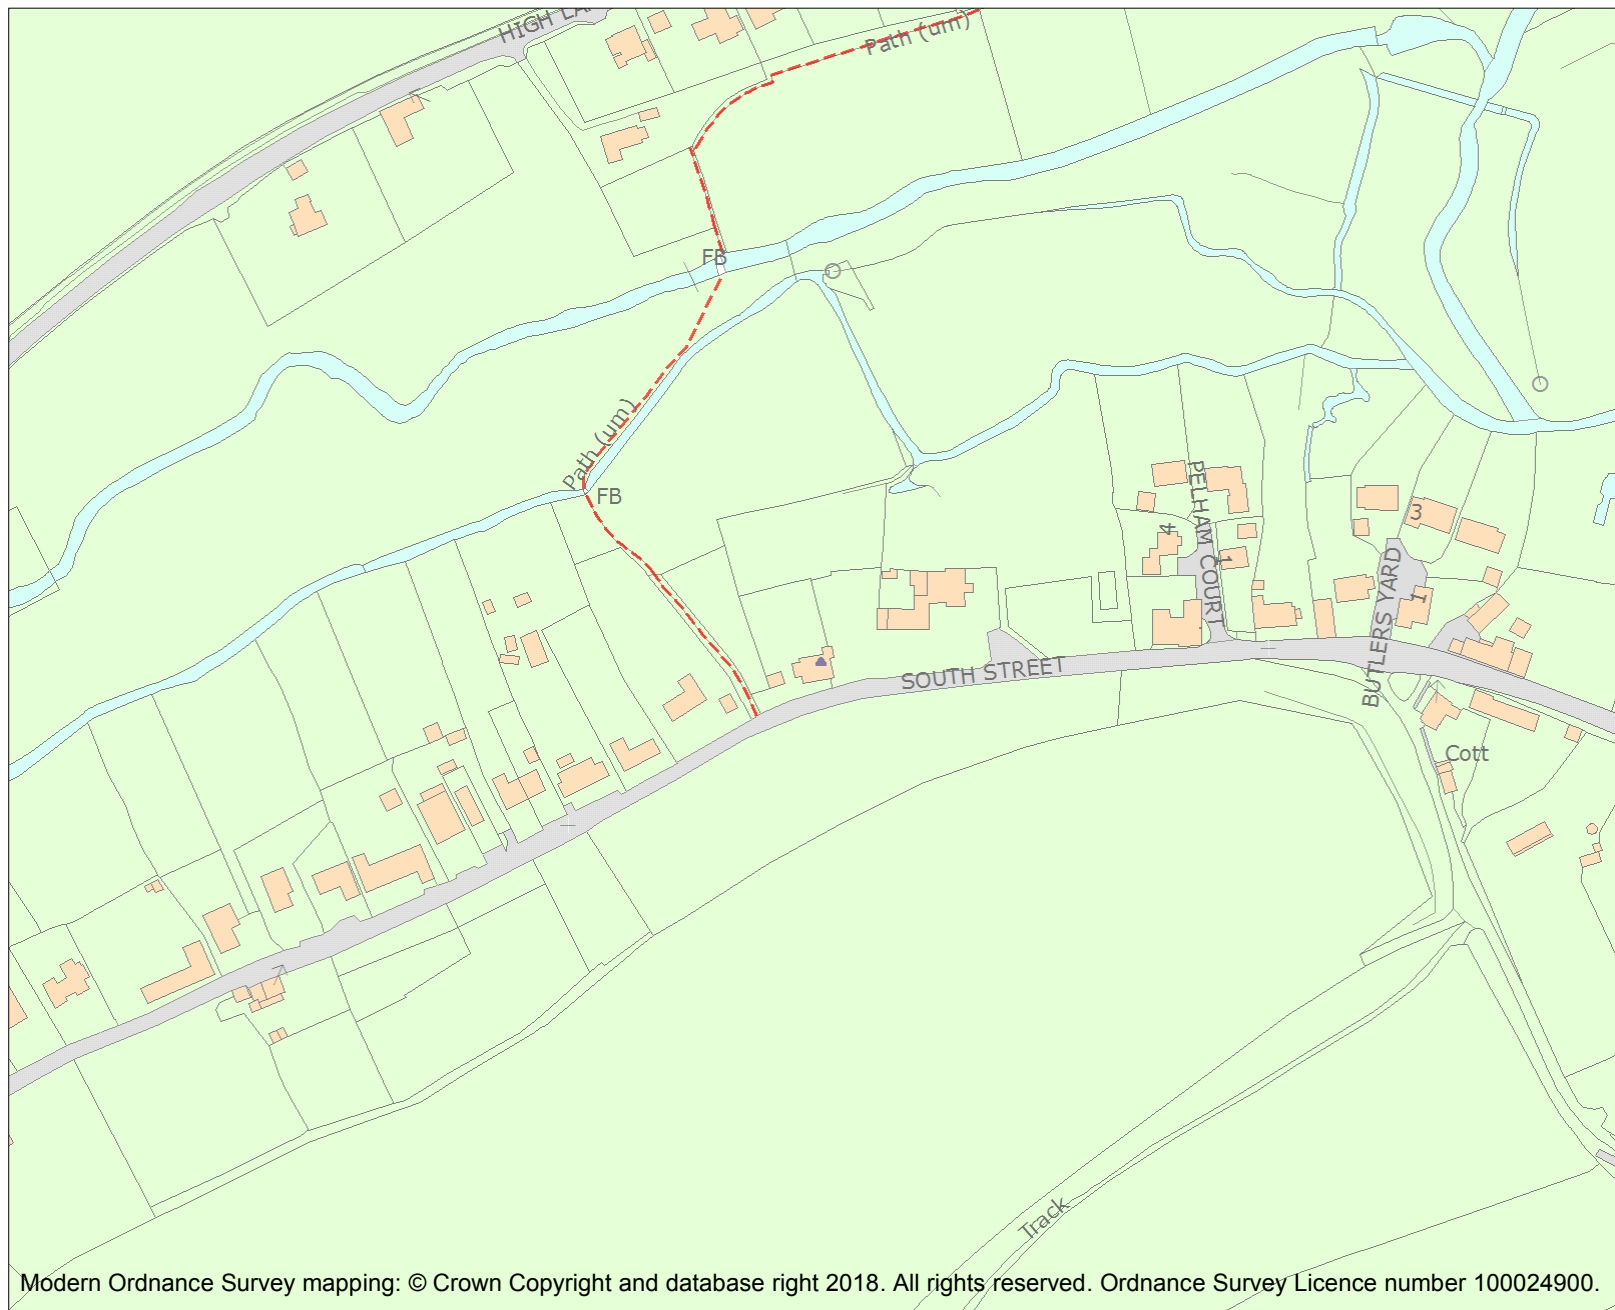 HIGH LA
Path (um)
FB
Path (um)
FB
PELHAM COURT
4
1
3
1
BUTLERS YARD
SOUTH STREET
Cott
Track
Modern Ordnance Survey mapping: © Crown Copyright and database right 2018. All rights reserved. Ordnance Survey Licence number 100024900.